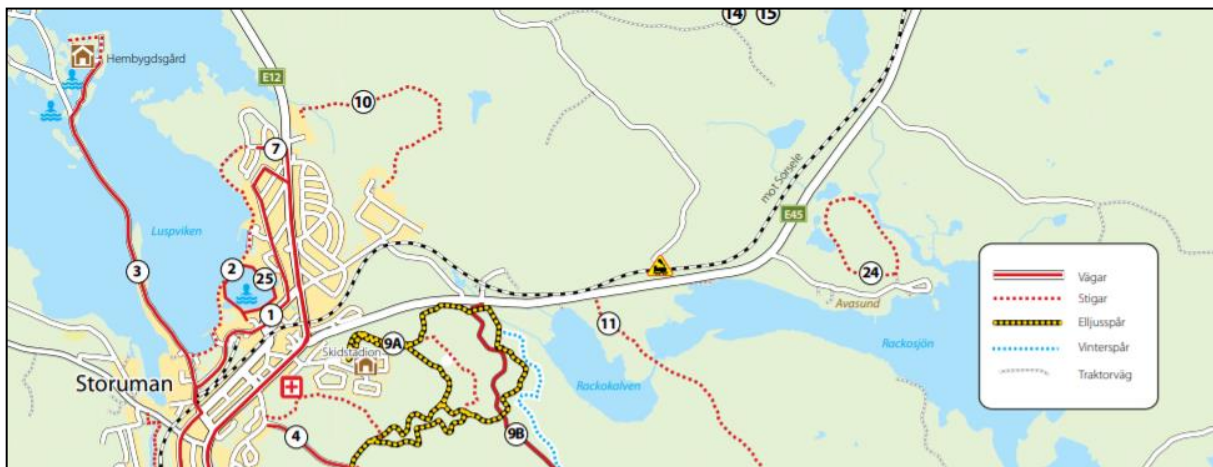 14 15
Hembygdsgård
E12
10
7
mot Sorsele
E45
Luspviken
3
2
25
24
Avasund
1
11
9A
Skidstadion
Rackosjön
Storuman
Rackokalven
4
9B
Vägar
Stigar
Elljusspår
Vinterspår
Traktorväg